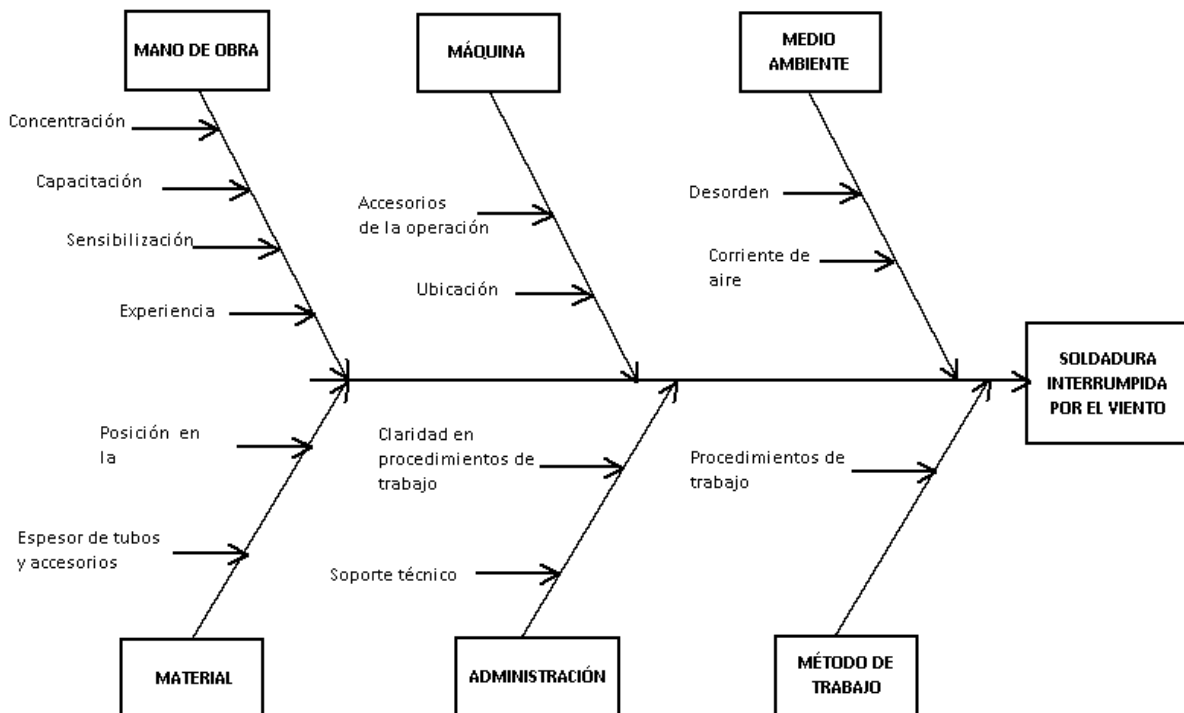 MANO DE OBRA
MÁQUINA
MEDIO
AMBIENTE
Concentración
Capacitación
Sensibilización
Experiencia
Accesorios
de la operación
Ubicación
Desorden
Corriente de
aire
SOLDADURA
INTERRUMPIDA
POR EL VIENTO
Posición en
la
Espesor de tubos
y accesorios
Claridad en
procedimientos de
trabajo
Soporte técnico
Procedimientos de
trabajo
MATERIAL
ADMINISTRACIÓN
MÉTODO DE
TRABAJO